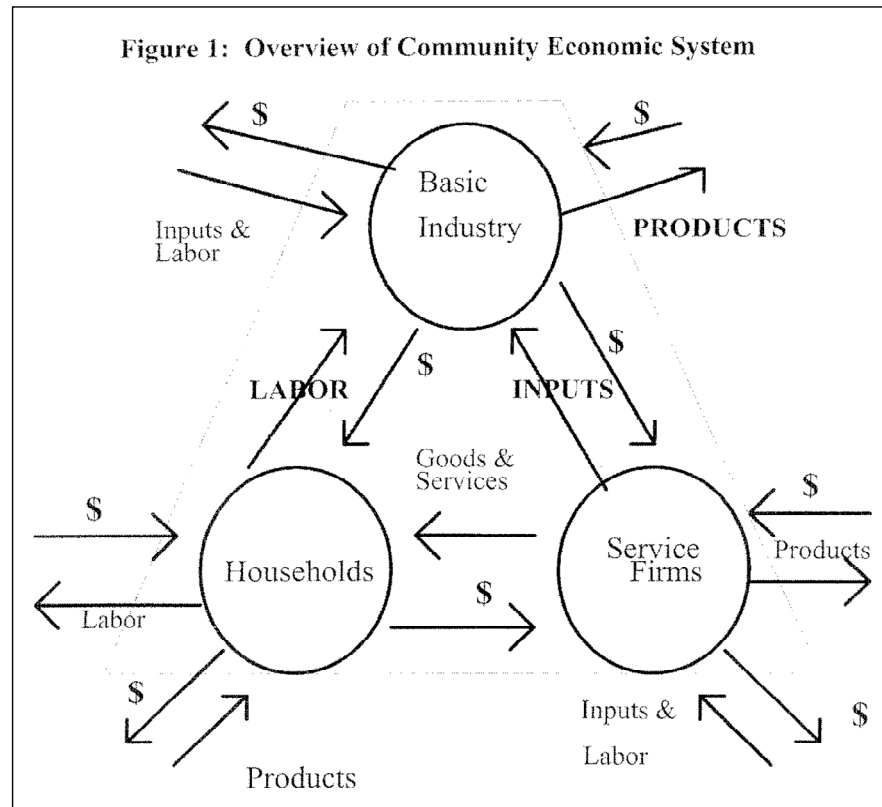 Figure 1: Overview of Community Economic System
$
$
Basic
Industry
Inputs &
Labor
PRODUCTS
$
$
LABOR
INPUTS
Goods &
Services
$
$
Households
Service
Firms
Products
$
Labor
$
$
Inputs &
Labor
Products